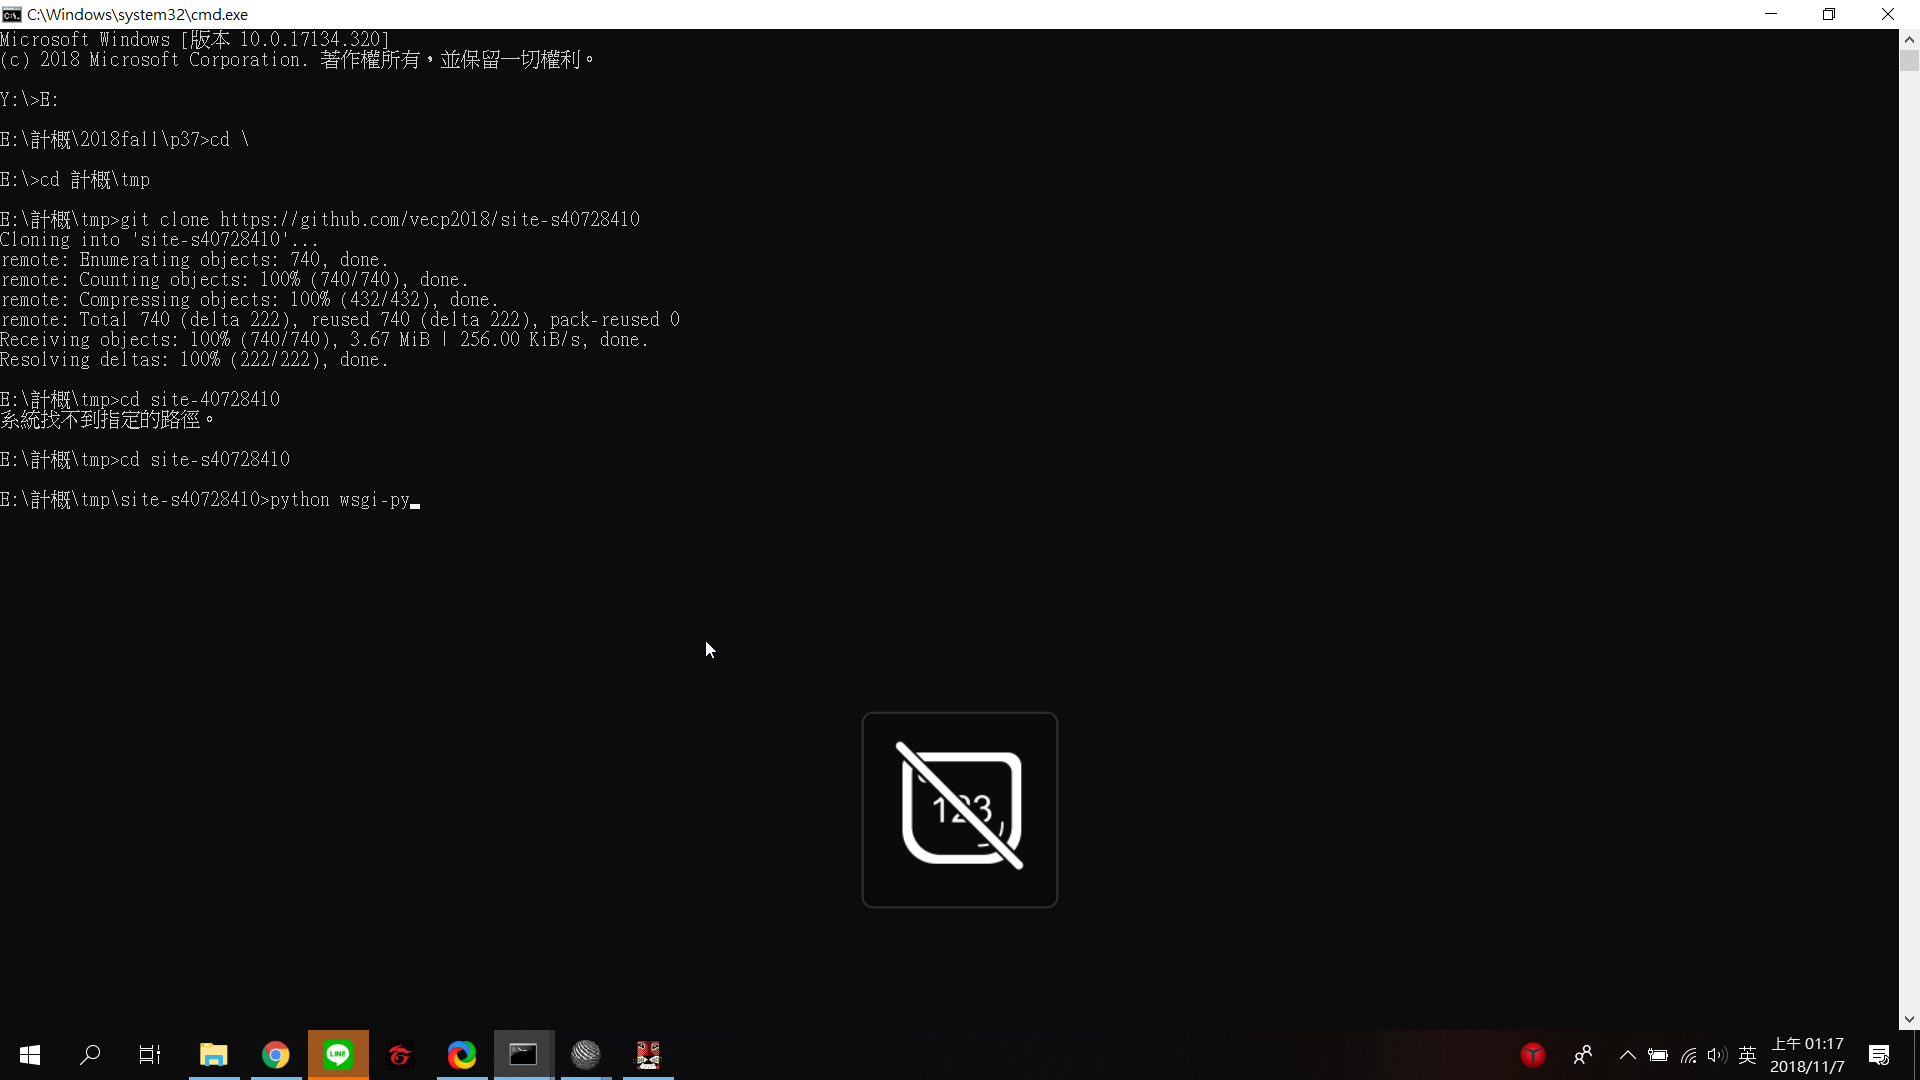 C:\Windows\system32\cmd.exe
Microsoft Windows [版本 10.0.17134.320]
(c) 2018 Microsoft Corporation. 著作權所有，並保留一切權利。
Y:\>E:
E:\計概\2018fall\p37>cd \
E:\>cd 計概\tmp
E:\計概\tmp>git clone https://github.com/vecp2018/site-s40728410
Cloning into 'site-s40728410'...
remote: Enumerating objects: 740, done.
remote: Counting objects: 100% (740/740), done.
remote: Compressing objects: 100% (432/432), done.
remote: Total 740 (delta 222), reused 740 (delta 222), pack-reused 0
Receiving objects: 100% (740/740), 3.67 MiB | 256.00 KiB/s, done.
Resolving deltas: 100% (222/222), done.
E:\計概\tmp>cd site-40728410
系統找不到指定的路徑。
E:\計概\tmp>cd site-s40728410
E:\計概\tmp\site-s40728410>python wsgi-py
123
LINE
英
上午 01:17
2018/11/7